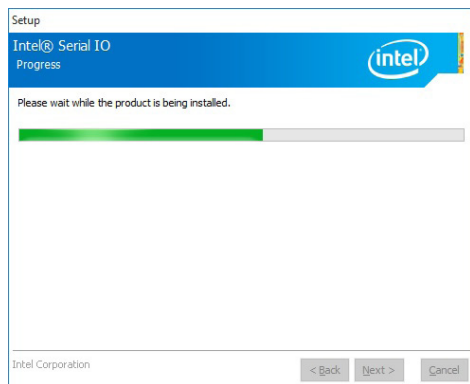 Setup
Intel® Serial IO
Progress
intel
Please wait while the product is being installed.
Intel Corporation
< Back
Next >
Cancel